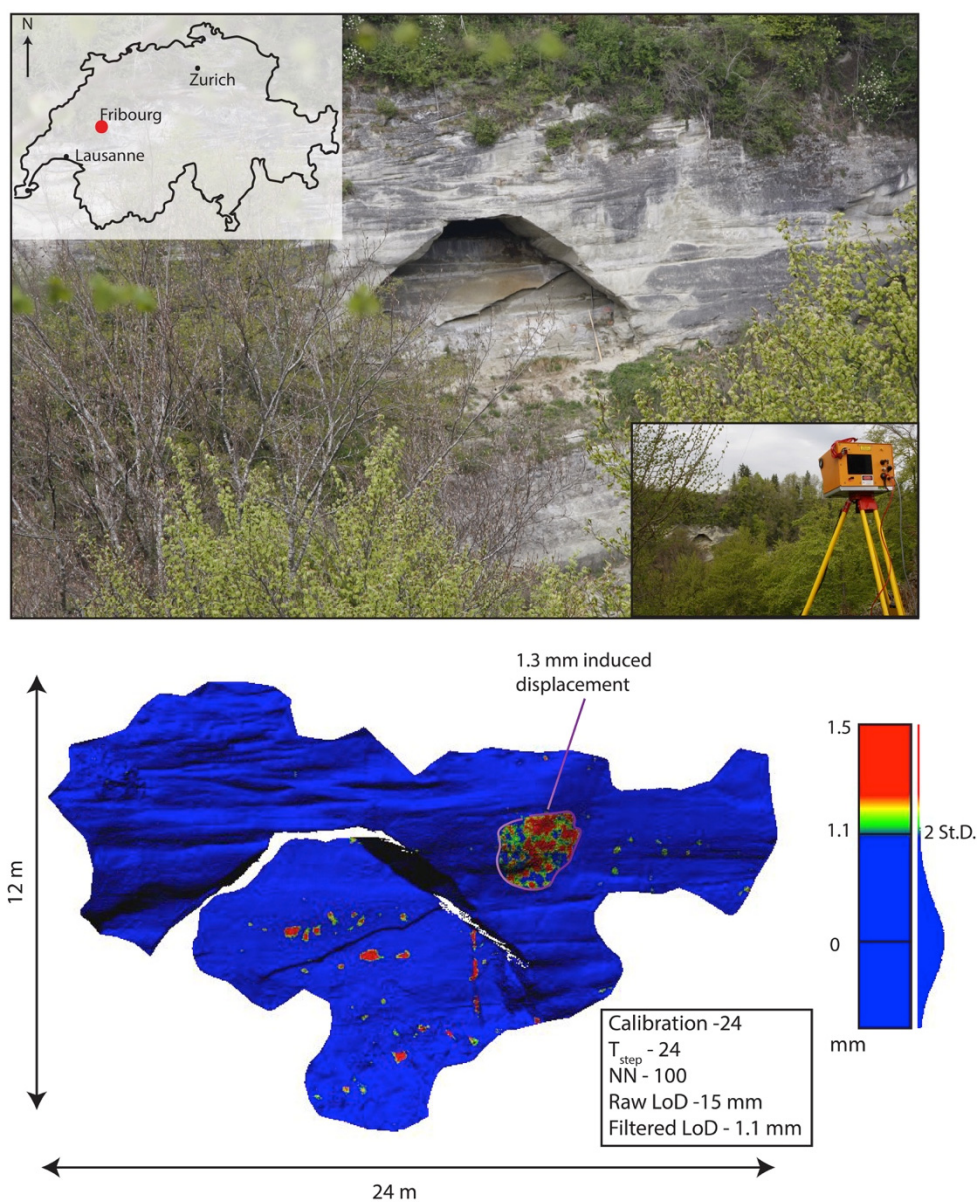 N
Zurich
Fribourg
Lausanne
1.3 mm induced
displacement
1.5
1.1
2 St.D.
0
mm
12 m
Calibration -24
T_step - 24
NN - 100
Raw LoD -15 mm
Filtered LoD - 1.1 mm
24 m